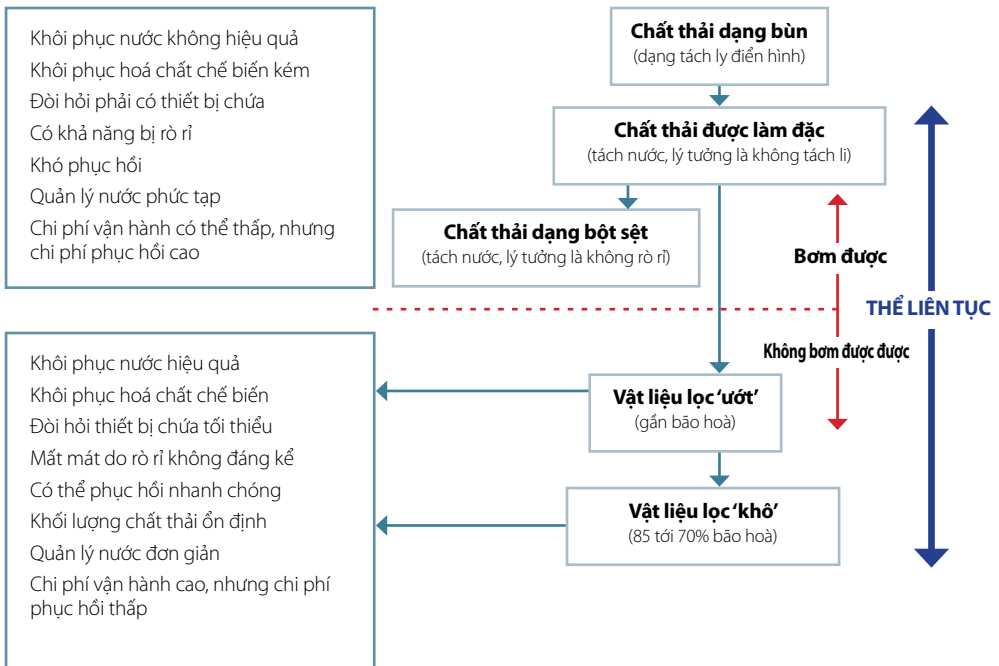 Khôi phục nước không hiệu quả
Khôi phục hoá chất chế biến kém
Đòi hỏi phải có thiết bị chứa
Có khả năng bị rò rỉ
Khó phục hồi
Quản lý nước phức tạp
Chi phí vận hành có thể thấp, nhưng
chi phí phục hồi cao
Chất thải dạng bùn
(dạng tách ly điển hình)
Chất thải được làm đặc
(tách nước, lý tưởng là không tách li)
Chất thải dạng bột sệt
(tách nước, lý tưởng là không rò rỉ)
Bơm được
THỂ LIÊN TỤC
Không bơm được được
Khôi phục nước hiệu quả
Khôi phục hoá chất chế biến
Đòi hỏi thiết bị chứa tối thiểu
Mất mát do rò rỉ không đáng kể
Có thể phục hồi nhanh chóng
Khối lượng chất thải ổn định
Quản lý nước đơn giản
Chi phí vận hành cao, nhưng chi phí
phục hồi thấp
Vật liệu lọc ‘ướt’
(gần bão hoà)
Vật liệu lọc ‘khô’
(85 tới 70% bão hoà)